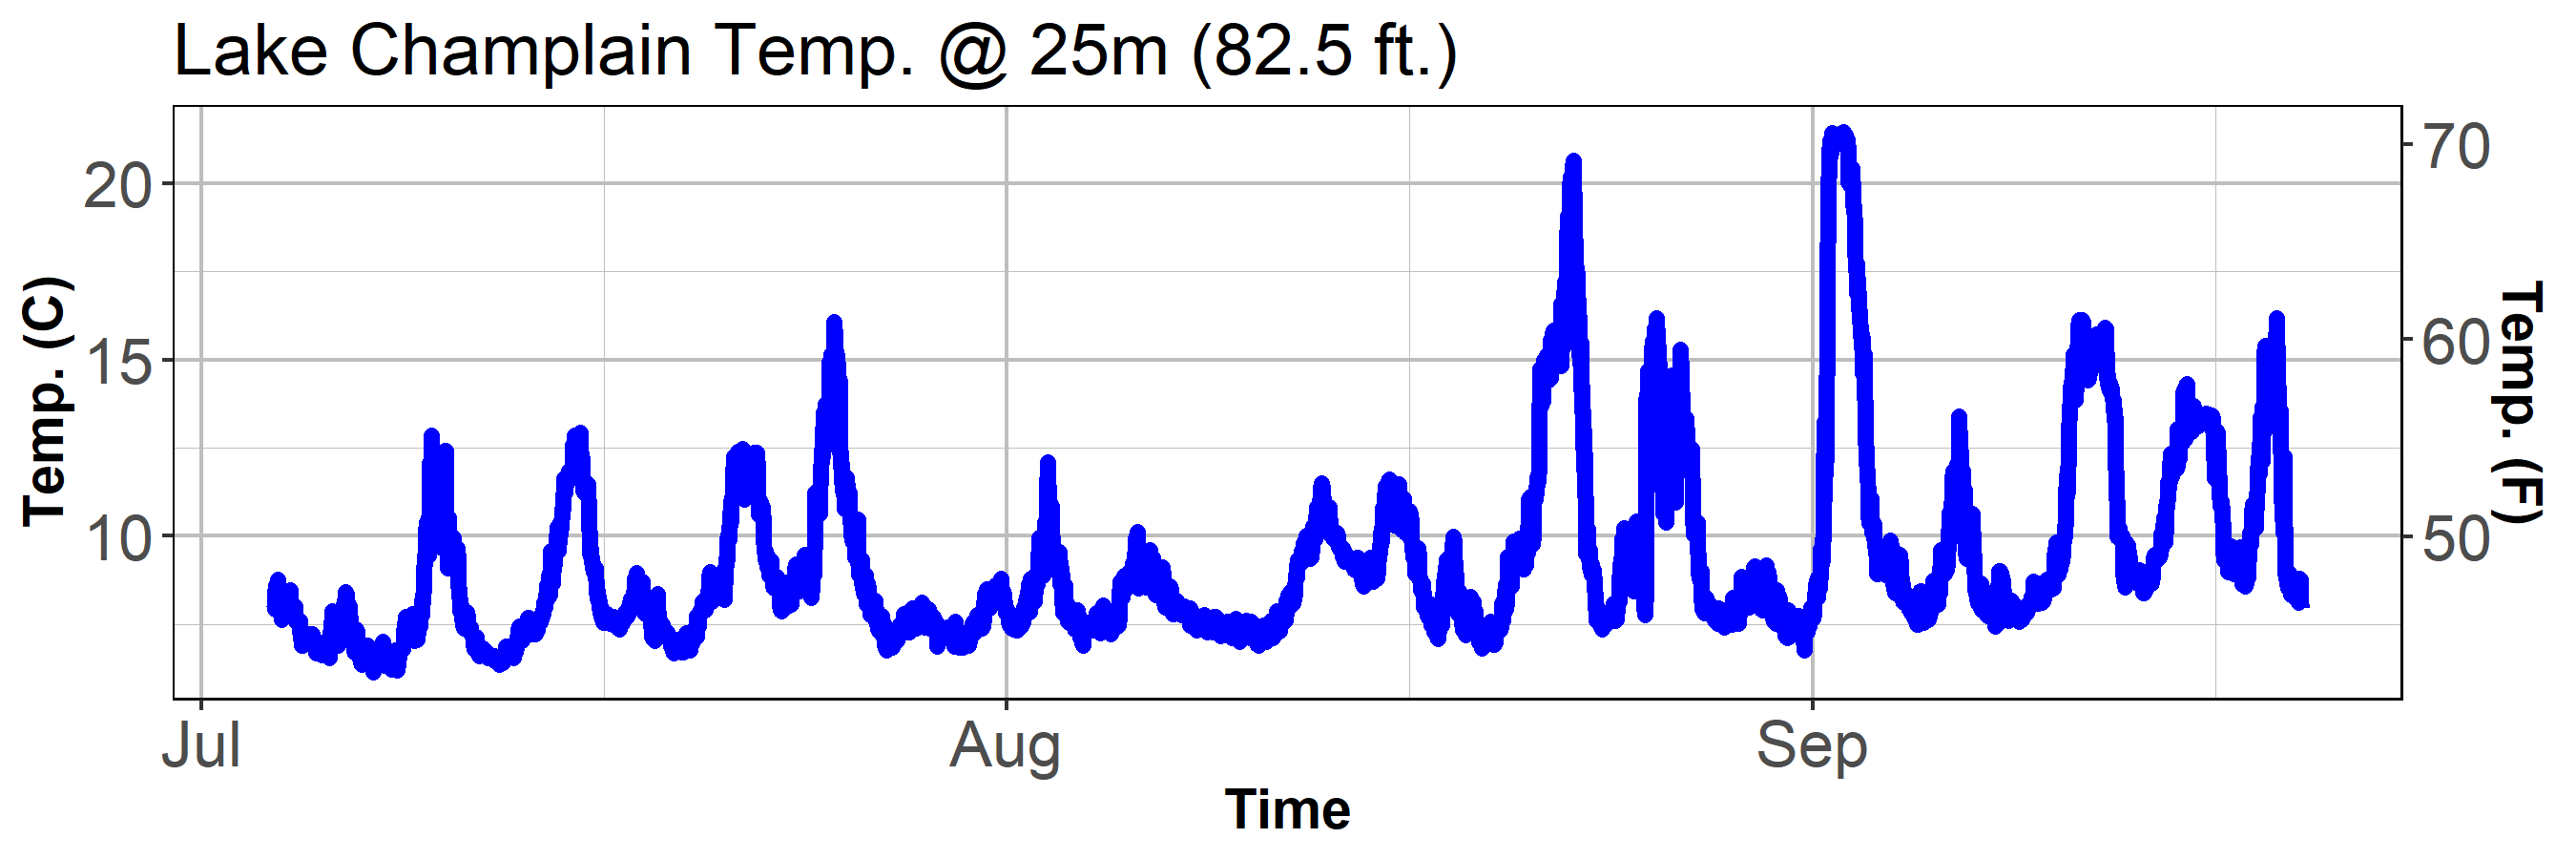 Lake Champlain Temp. @ 25m (82.5 ft.)
Temp. (C)
20
15
10
70
60
50
Temp. (F)
Jul Aug Sep
Time